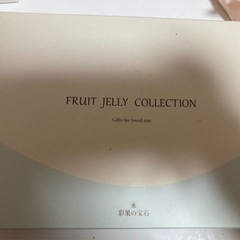 FRUIT JELLY COLLECTION
Gifts for loved one
彩果の宝石